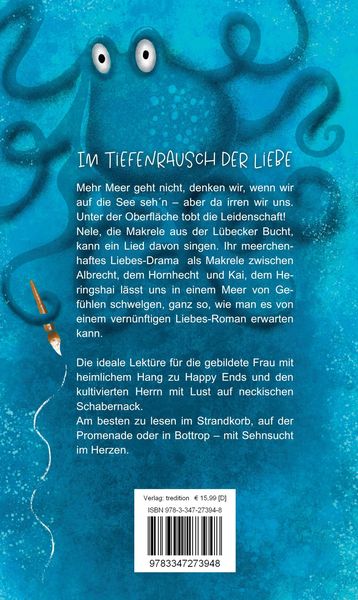 IM TIEFENRAUSCH DER LIEBE
Mehr Meer geht nicht, denken wir, wenn wir
auf die See seh´n – aber da irren wir uns.
Unter der Oberfläche tobt die Leidenschaft!
Nele, die Makrele aus der Lübecker Bucht,
kann ein Lied davon singen. Ihr meerchen-
haftes Liebes-Drama als Makrele zwischen
Albrecht, dem Hornhecht und Kai, dem He-
ringshai lässt uns in einem Meer von Ge-
fühlen schwelgen, ganz so, wie man es von
einem vernünftigen Liebes-Roman erwarten
kann.
Die ideale Lektüre für die gebildete Frau mit
heimlichem Hang zu Happy Ends und den
kultivierten Herrn mit Lust auf neckischen
Schabernack.
Am besten zu lesen im Strandkorb, auf der
Promenade oder in Bottrop – mit Sehnsucht
im Herzen.
Verlag: tredition € 15,99 [D]
ISBN 978-3-347-27394-8
9783347273948